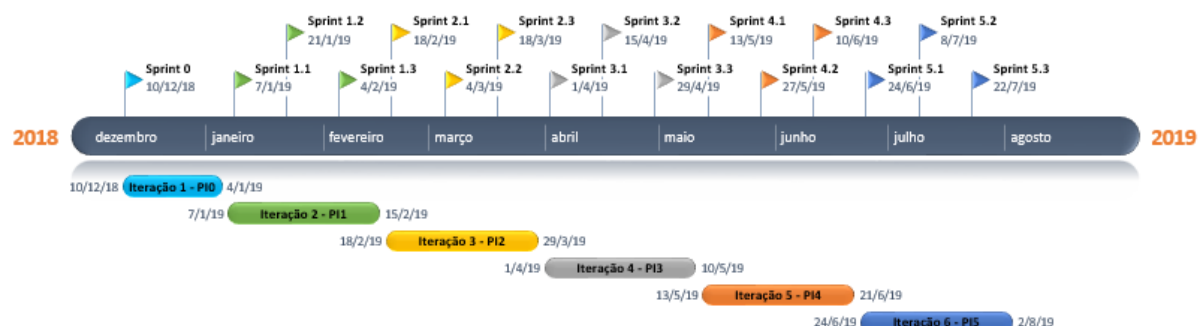 Sprint 1.2
21/1/19
Sprint 2.1
18/2/19
Sprint 2.3
18/3/19
Sprint 3.2
15/4/19
Sprint 4.1
13/5/19
Sprint 4.3
10/6/19
Sprint 5.2
8/7/19
Sprint 0
10/12/18
Sprint 1.1
7/1/19
Sprint 1.3
4/2/19
Sprint 2.2
4/3/19
Sprint 3.1
1/4/19
Sprint 3.3
29/4/19
Sprint 4.2
27/5/19
Sprint 5.1
24/6/19
Sprint 5.3
22/7/19
2018 dezembro janeiro fevereiro março abril maio junho julho agosto 2019
10/12/18 Iteração 1 - PI0 4/1/19
7/1/19 Iteração 2 - PI1 15/2/19
18/2/19 Iteração 3 - PI2 29/3/19
1/4/19 Iteração 4 - PI3 10/5/19
13/5/19 Iteração 5 - PI4 21/6/19
24/6/19 Iteração 6 - PI5 2/8/19